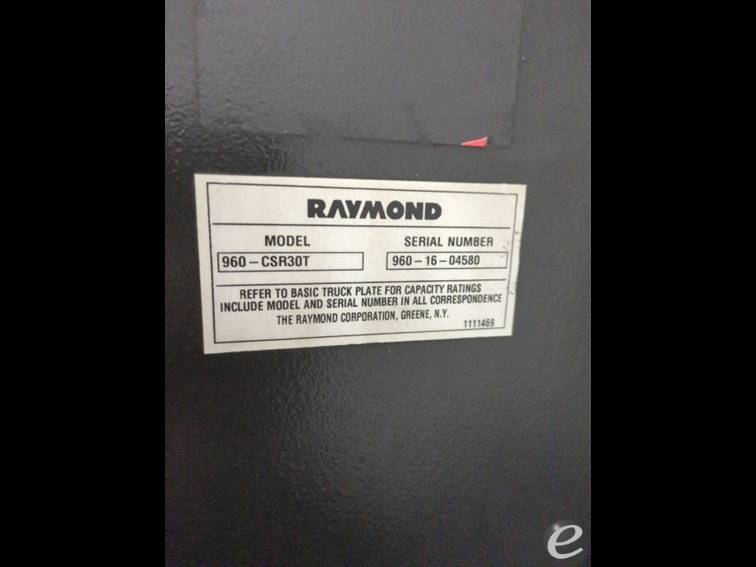 RAYMOND
MODEL SERIAL NUMBER
960-CSR30T 960-16-04580
REFER TO BASIC TRUCK PLATE FOR CAPACITY RATINGS
INCLUDE MODEL AND SERIAL NUMBER IN ALL CORRESPONDENCE
THE RAYMOND CORPORATION, GREENE, N.Y.
1111469
e